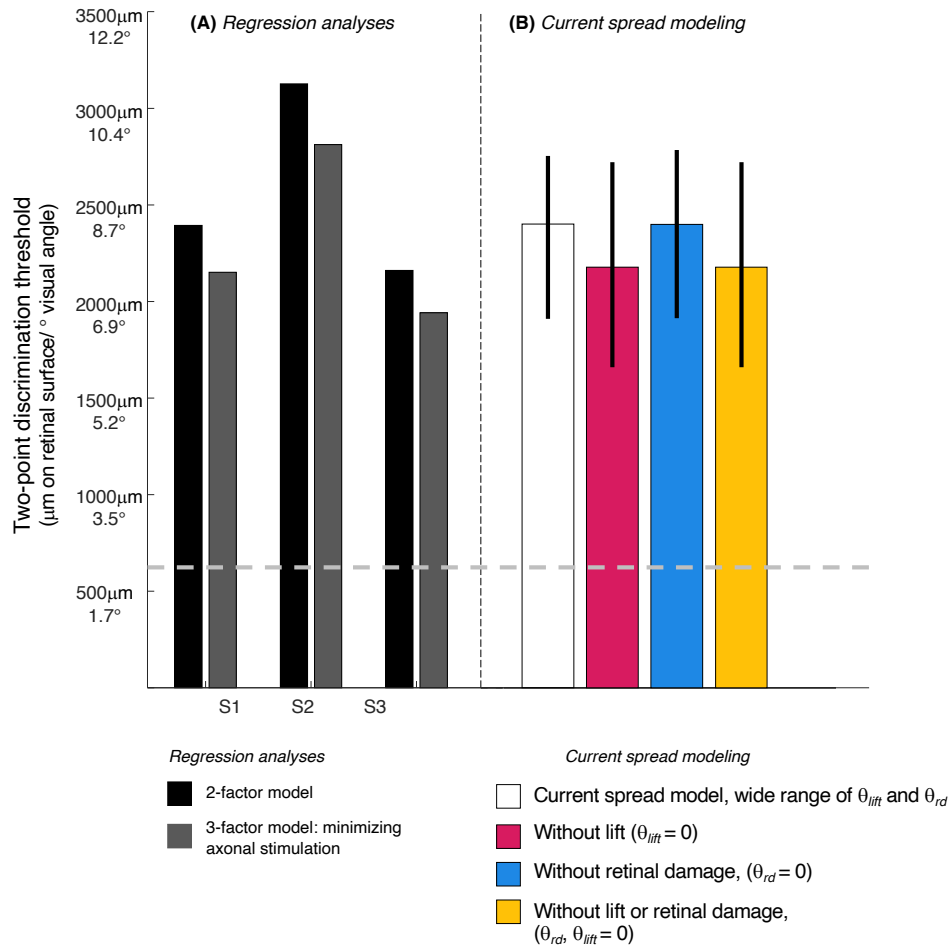 (A) Regression analyses
(B) Current spread modeling
Two-point discrimination threshold
(μm on retinal surface/ ° visual angle)
3500μm
12.2°
3000μm
10.4°
2500μm
8.7°
2000μm
6.9°
1500μm
5.2°
1000μm
3.5°
500μm
1.7°
S1 S2 S3
Regression analyses
2-factor model
3-factor model: minimizing
axonal stimulation
Current spread modeling
Current spread model, wide range of θlift and θrd
Without lift (θlift = 0)
Without retinal damage, (θrd = 0)
Without lift or retinal damage,
(θrd, θlift = 0)